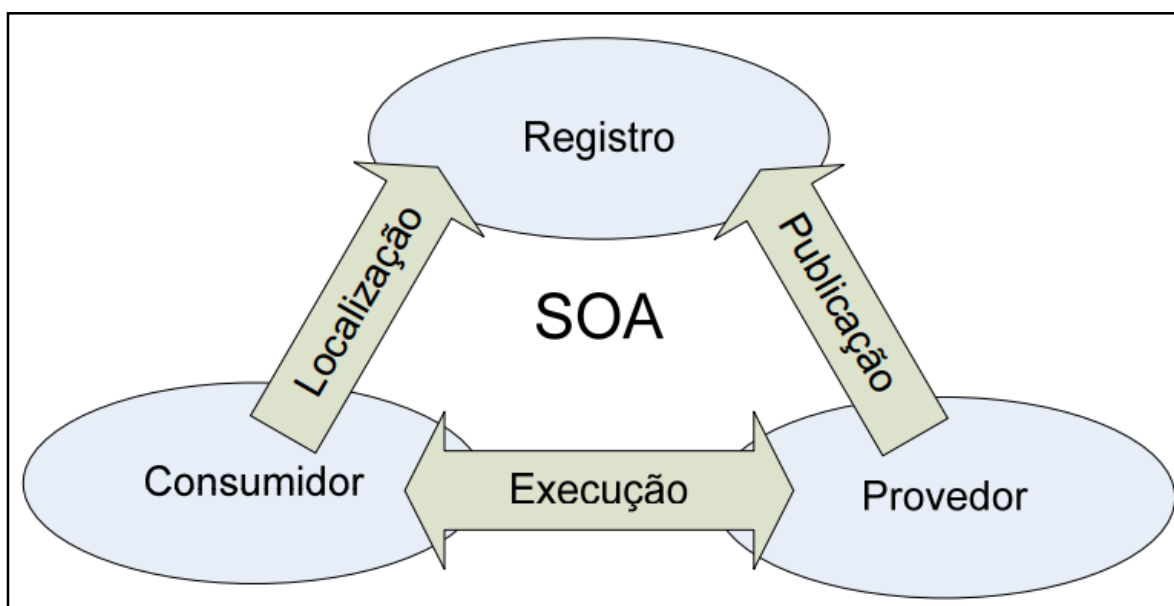 Registro
Localização
Publicação
SOA
Consumidor
Execução
Provedor